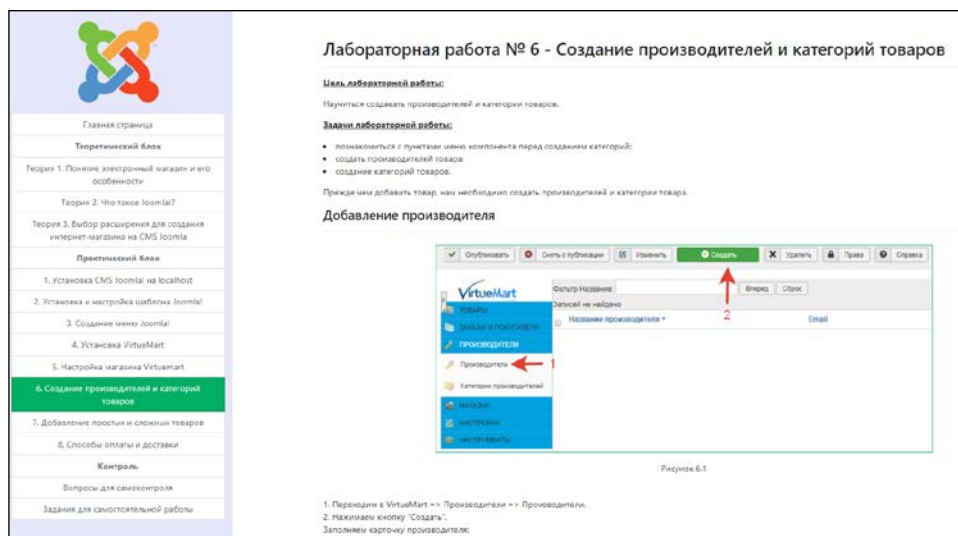 Главная страница
Теоретический блок
Теория 1. Понятие электронный магазин и его
особенности
Теория 2. Что такое Joomla!?
Теория 3. Выбор расширения для создания
интернет-магазина на CMS Joomla
Практический блок
1. Установка CMS Joomla! на localhost
2. Установка и настройка шаблона Joomla!
3. Создание меню Joomla!
4. Установка VirtueMart
5. Настройка магазина Virtuemart
6. Создание производителей и категорий
товаров
7. Добавление простых и сложных товаров
8. Способы оплаты и доставки
Контроль
Вопросы для самоконтроля
Задания для самостоятельной работы
Лабораторная работа № 6 - Создание производителей и категорий товаров
Цель лабораторной работы:
Научиться создавать производителей и категории товаров.
Задачи лабораторной работы:
• познакомиться с пунктами меню компонента перед созданием категорий;
• создать производителей товара
• создание категорий товаров.
Прежде чем добавить товар, нам необходимо создать производителей и категории товара.
Добавление производителя
Опубликовать Снять с публикации Изменить Создать Удалить Права Справка
VirtueMart
ТОВАРЫ
ЗАКАЗЫ И ПОКУПАТЕЛИ
ПРОИЗВОДИТЕЛИ
Производители
Категории производителей
МАГАЗИН
НАСТРОЙКИ
ИНСТРУМЕНТЫ
Фильтр Название: Вперед Сброс
Записей не найдено
Название производителя Email
1
2
Рисунок 6.1
1. Переходим в VirtueMart => Производители => Производители.
2. Нажимаем кнопку "Создать".
Заполняем карточку производителя: